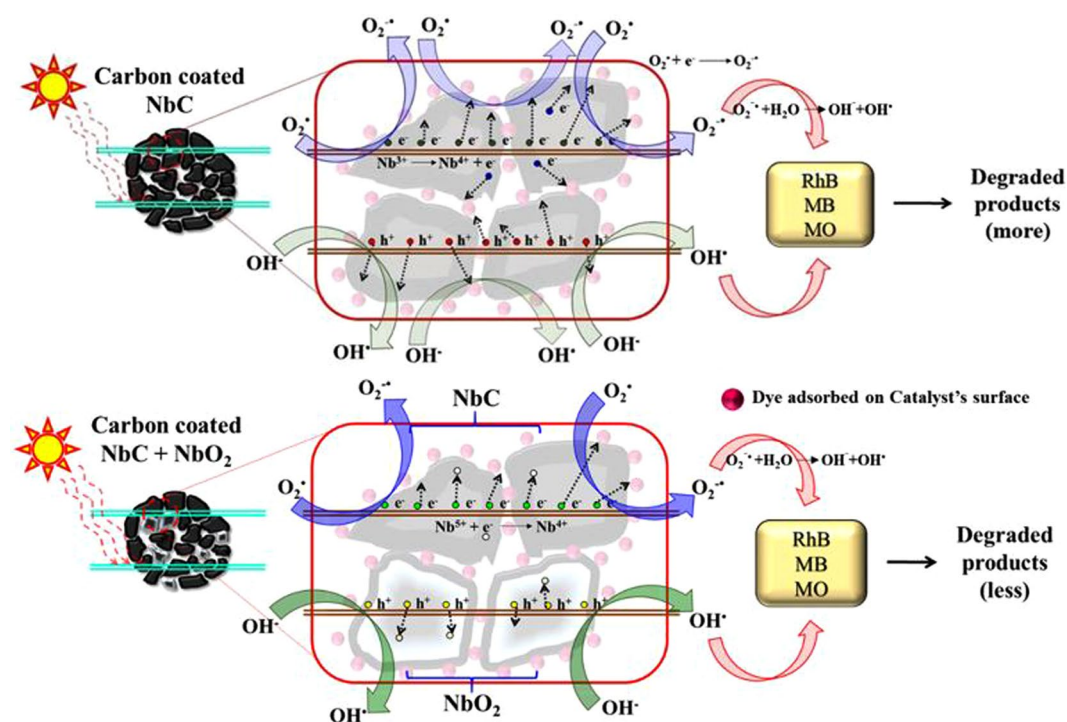 O₂⁻•
O₂•
O₂⁻•
O₂•
O₂• + e⁻ → O₂⁻•
Carbon coated
NbC
O₂⁻•+H₂O → OH⁻+OH•
e⁻
O₂•
O₂⁻•
e⁻ e⁻ e⁻ e⁻ e⁻ e⁻ e⁻
Nb³⁺ → Nb⁴⁺ + e⁻
e⁻
RhB
MB
MO
Degraded
products
(more)
h⁺ h⁺ h⁺ h⁺ h⁺ h⁺ h⁺
OH⁻
OH•
OH•
OH⁻
OH•
OH⁻
O₂⁻•
NbC
O₂•
Dye adsorbed on Catalyst's surface
Carbon coated
NbC + NbO₂
O₂⁻•+H₂O → OH⁻+OH•
O₂•
O₂⁻•
e⁻ e⁻ e⁻ e⁻ e⁻ e⁻ e⁻
Nb⁵⁺ + e⁻ → Nb⁴⁺
RhB
MB
MO
Degraded
products
(less)
h⁺ h⁺ h⁺ h⁺ h⁺ h⁺
OH⁻
OH•
NbO₂
OH•
OH⁻